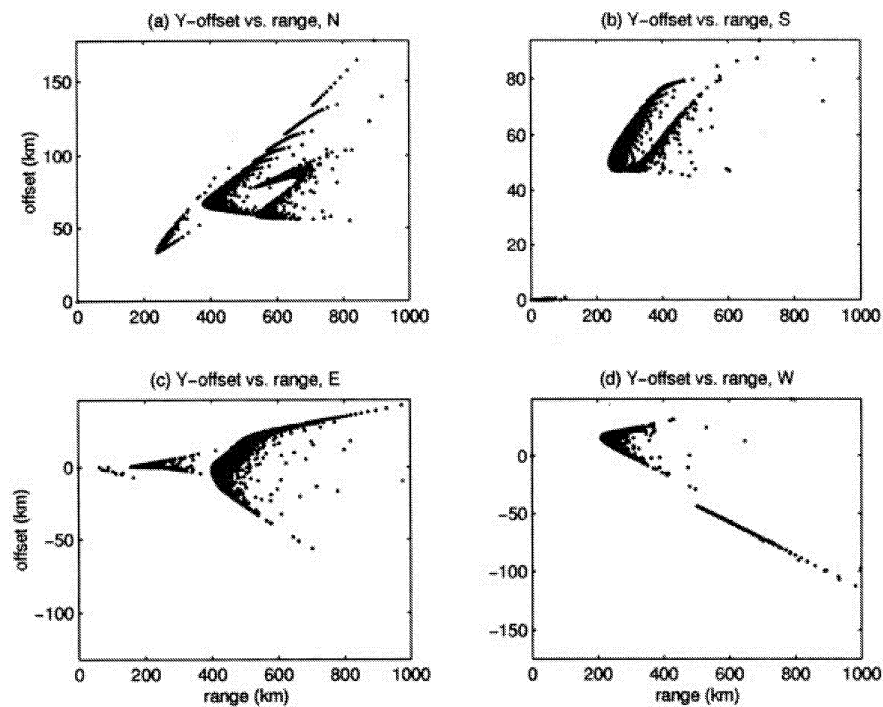 (a) Y-offset vs. range, N
150
100
50
0
offset (km)
0 200 400 600 800 1000
(b) Y-offset vs. range, S
80
60
40
20
0
0 200 400 600 800 1000
(c) Y-offset vs. range, E
0
-50
-100
offset (km)
0 200 400 600 800 1000
range (km)
(d) Y-offset vs. range, W
0
-50
-100
-150
0 200 400 600 800 1000
range (km)